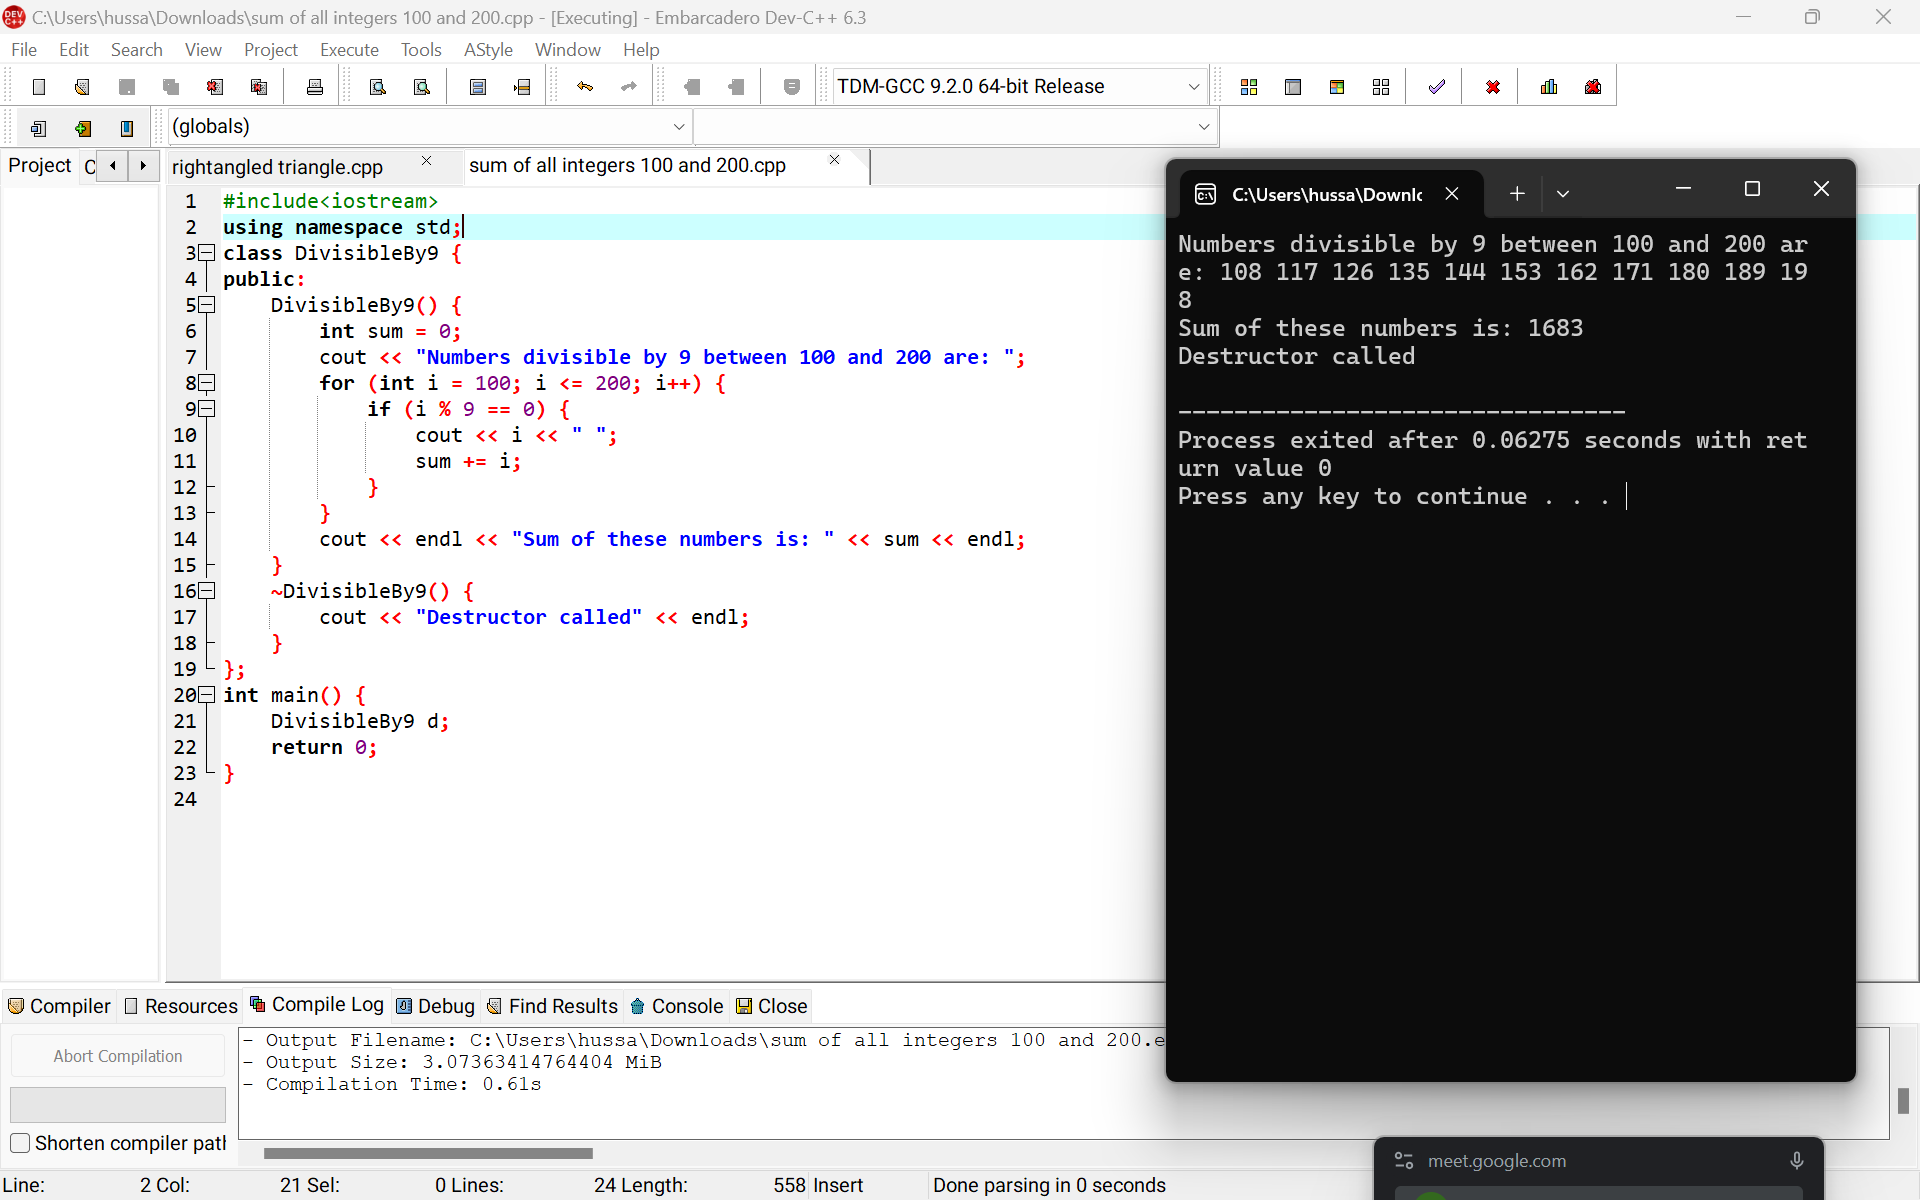 C:\Users\hussa\Downloads\sum of all integers 100 and 200.cpp - [Executing] - Embarcadero Dev-C++ 6.3
File Edit Search View Project Execute Tools AStyle Window Help
TDM-GCC 9.2.0 64-bit Release
(globals)
Project C
rightangled triangle.cpp
sum of all integers 100 and 200.cpp
1 #include<iostream>
2 using namespace std;
3 class DivisibleBy9 {
4 public:
5 DivisibleBy9() {
6 int sum = 0;
7 cout << "Numbers divisible by 9 between 100 and 200 are: ";
8 for (int i = 100; i <= 200; i++) {
9 if (i % 9 == 0) {
10 cout << i << " ";
11 sum += i;
12 }
13 }
14 cout << endl << "Sum of these numbers is: " << sum << endl;
15 }
16 ~DivisibleBy9() {
17 cout << "Destructor called" << endl;
18 }
19 };
20 int main() {
21 DivisibleBy9 d;
22 return 0;
23 }
24
C:\Users\hussa\Downlo
Numbers divisible by 9 between 100 and 200 ar
e: 108 117 126 135 144 153 162 171 180 189 19
8
Sum of these numbers is: 1683
Destructor called
--------------------------------
Process exited after 0.06275 seconds with ret
urn value 0
Press any key to continue . . .
Compiler Resources Compile Log Debug Find Results Console Close
Abort Compilation
Shorten compiler path
- Output Filename: C:\Users\hussa\Downloads\sum of all integers 100 and 200.e
- Output Size: 3.07363414764404 MiB
- Compilation Time: 0.61s
meet.google.com
Line: 2 Col: 21 Sel: 0 Lines: 24 Length: 558 Insert Done parsing in 0 seconds